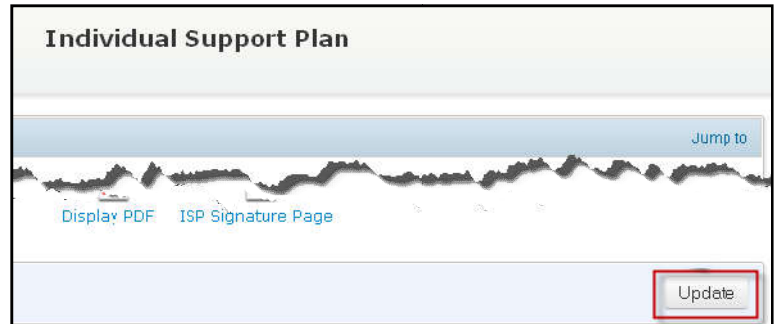 Individual Support Plan
Jump to
Display PDF ISP Signature Page
Update